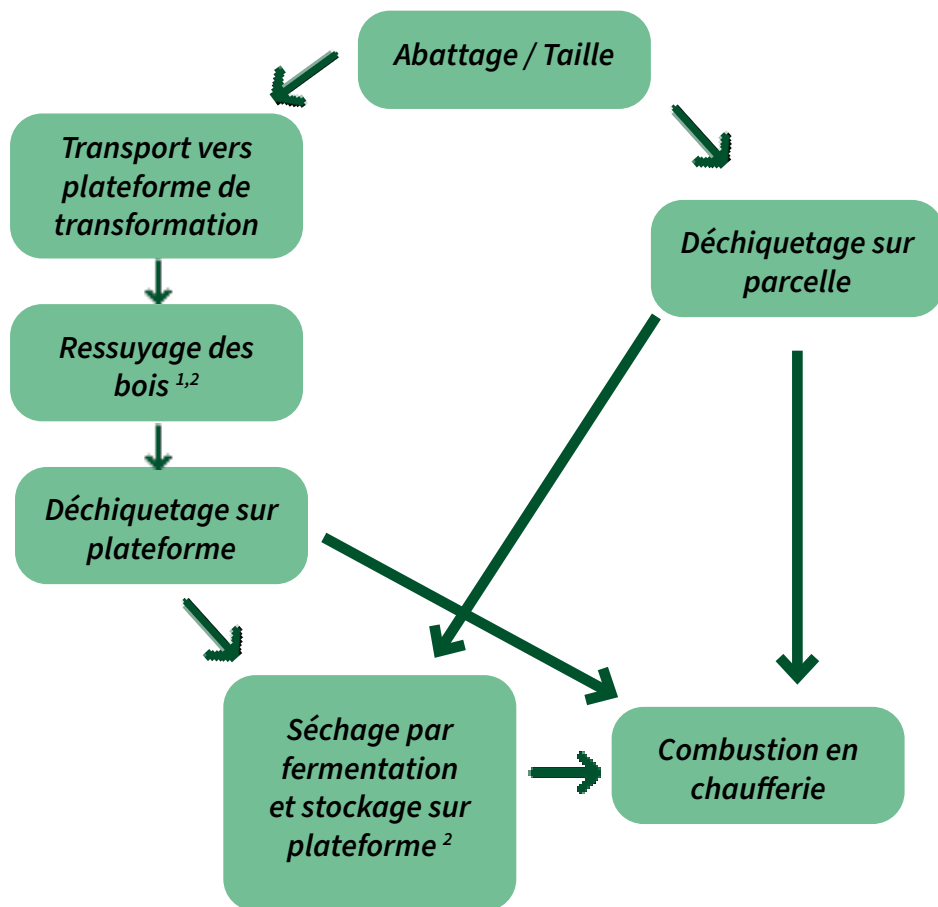 Abattage / Taille
Transport vers
plateforme de
transformation
Déchiquetage sur
parcelle
Ressuyage des
bois 1,2
Déchiquetage sur
plateforme
Séchage par
fermentation
et stockage sur
plateforme 2
Combustion en
chaufferie